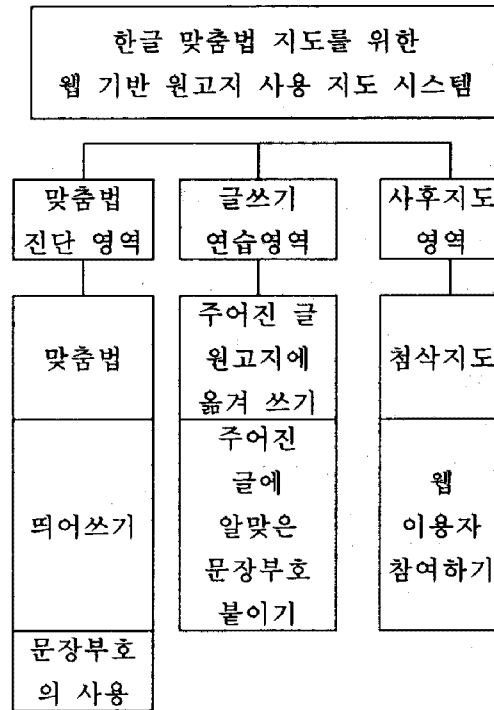 한글 맞춤법 지도를 위한
웹 기반 원고지 사용 지도 시스템
맞춤법
진단 영역
글쓰기
연습영역
사후지도
영역
맞춤법
띄어쓰기
문장부호
의 사용
주어진 글
원고지에
옮겨 쓰기
주어진
글에
알맞은
문장부호
붙이기
첨삭지도
웹
이용자
참여하기